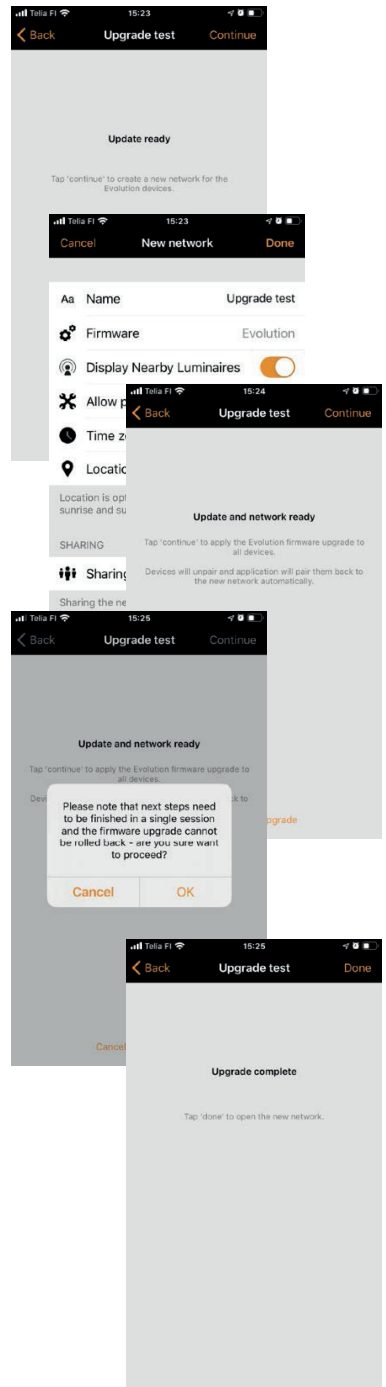 Telia FI 15:23
Back Upgrade test Continue
Update ready
Tap 'continue' to create a new network for the
Evolution devices.
Telia FI 15:23
Cancel New network Done
Aa Name Upgrade test
Firmware Evolution
Display Nearby Luminaires
Allow p
Time z
Locatio
Location is opt
sunrise and su
SHARING
Sharing
Sharing the ne
Telia FI 15:24
Back Upgrade test Continue
Update and network ready
Tap 'continue' to apply the Evolution firmware upgrade to
all devices.
Devices will unpair and application will pair them back to
the new network automatically.
pgrade
Telia FI 15:25
Back Upgrade test Continue
Update and network ready
Tap 'continue' to apply the Evolution firmware upgrade to
all devices.
Devi ck to
Please note that next steps need
to be finished in a single session
and the firmware upgrade cannot
be rolled back - are you sure want
to proceed?
Cancel OK
Cancel
Telia FI 15:25
Back Upgrade test Done
Upgrade complete
Tap 'done' to open the new network.